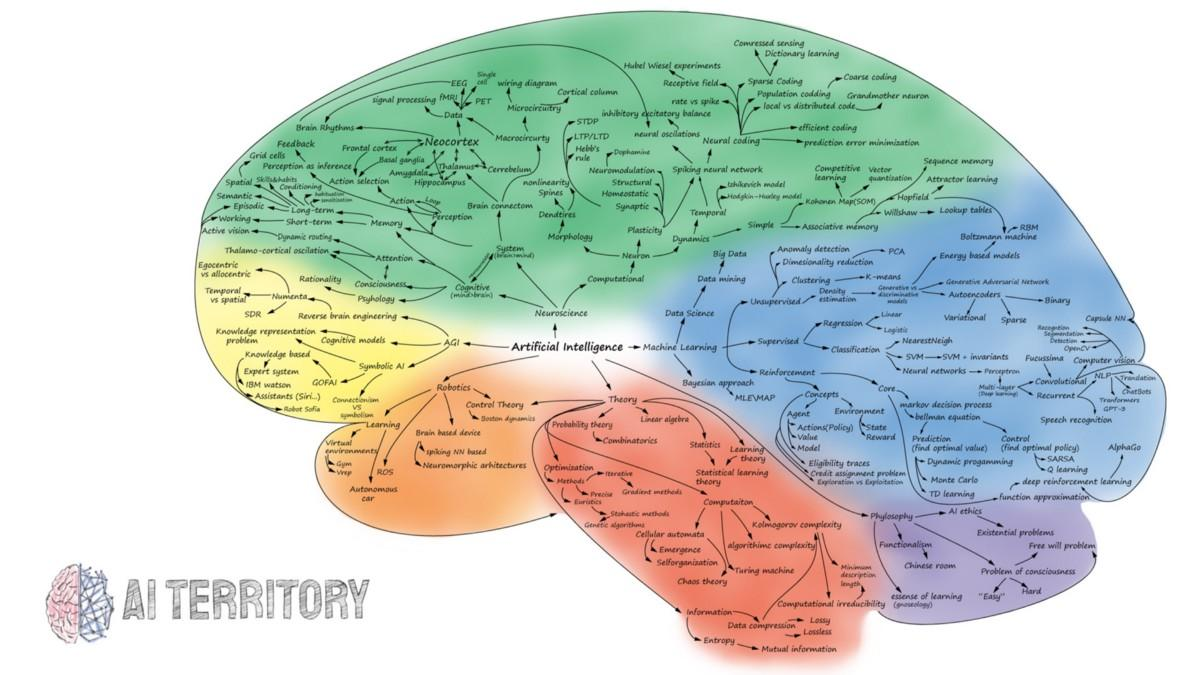 Comressed sensing
Dictionary learning
Hubel Wiesel experiments
Receptive field
Sparse Coding
Coarse coding
Population codding
Grandmother neuron
rate vs spike
local vs distributed code
inhibitory excitatory balance
efficient coding
neural oscilations
Neural coding
prediction error minimization
EEG
Single
cell
wiring diagram
signal processing
fMRI
PET
Cortical column
Data
Microcircuitry
Brain Rhythms
STDP
Neocortex
Macrocircurty
LTP/LTD
Feedback
Frontal cortex
Hebb's
rule
Dophamine
Grid cells
Basal ganglia
Perception as inference
Thalamus
Cerebellum
Neuromodulation
Spiking neural network
Amygdala
Hippocampus
Spatial
Skills&habits
Action selection
nonlinearity
Structural
Izhikevich model
Conditioning
Spines
Homeostatic
Hodgkin-Huxley model
Semantic
habituation
sensitisation
Action
Loop
Synaptic
Episodic
Long-term
Brain connectom
Dendtires
Temporal
Working
Short-term
Memory
Perception
Active vision
Dynamic routing
Morphology
Plasticity
Dynamics
Simple
Associative memory
Competitive
learning
Vector
quantization
Sequence memory
Attractor learning
Kohonen Map(SOM)
Hopfield
Willshaw
Lookup tables
RBM
Boltzmann machine
Thalamo-cortical oscilation
Attention
System
(brain>mind)
Neuron
Computational
Consciousness
Psyhology
Cognitive
(mind>brain)
Neuroscience
Egocentric
vs allocentric
Rationality
Temporal
vs spatial
Numenta
SDR
Reverse brain engineering
Knowledge representation
problem
Cognitive models
AGI
Knowledge based
Symbolic AI
Expert system
GOFAI
IBM watson
Assistants (Siri..)
Connectionism
VS
symbolism
Robot Sofia
Artificial Intelligence
Machine Learning
Big Data
Data mining
Data Science
Bayesian approach
MLE\MAP
Anomaly detection
PCA
Dimesionality reduction
Energy based models
Clustering
K-means
Generative Adversarial Network
Unsupervised
Density
estimation
Generative vs
discriminative
models
Autoencoders
Binary
Variational
Sparse
Regression
Linear
Logistic
Supervised
NearestNeigh
Classification
SVM
SVM + invariants
Neural networks
Perceptron
Capsule NN
Recognition
Segmentation
Detection
OpenCV
Fucussima
Computer vision
Multi-layer
(Deep learning)
Convolutional
NLP
Translation
ChatBots
Recurrent
Tranformers
GPT-3
Speech recognition
Reinforcement
Concepts
Core
Agent
Environment
Actions(Policy)
State
Value
Reward
Model
Eligibility traces
Credit assignment problem
Exploration vs Exploitation
markov decision process
bellman equation
Prediction
(find optimal value)
Control
(find optimal policy)
AlphaGo
Dynamic progamming
SARSA
Q learning
Monte Carlo
deep reinforcement learning
TD learning
function approximation
Robotics
Control Theory
Boston dynamics
Learning
Brain based device
Virtual
environments
spiking NN based
Gym
Vrep
ROS
Neuromorphic arhitectures
Autonomous
car
Theory
Probability theory
Linear algebra
Combinatorics
Statistics
Learning
theory
Optimization
Statistical learning
theory
Methods
Iterative
Precise
Gradient methods
Euristics
Stohastic methods
Genetic algorithms
Computaiton
Kolmogorov complexity
Cellular automata
algorithimc complexity
Emergence
Selforganization
Turing machine
Chaos theory
Minimum
description
length
Computational irreducibility
Information
Data compression
Lossy
Lossless
Entropy
Mutual information
Phylosophy
AI ethics
Existential problems
Functionalism
Free will problem
Chinese room
Problem of consciousness
"Easy"
Hard
essense of learning
(gnoseology)
AI TERRITORY